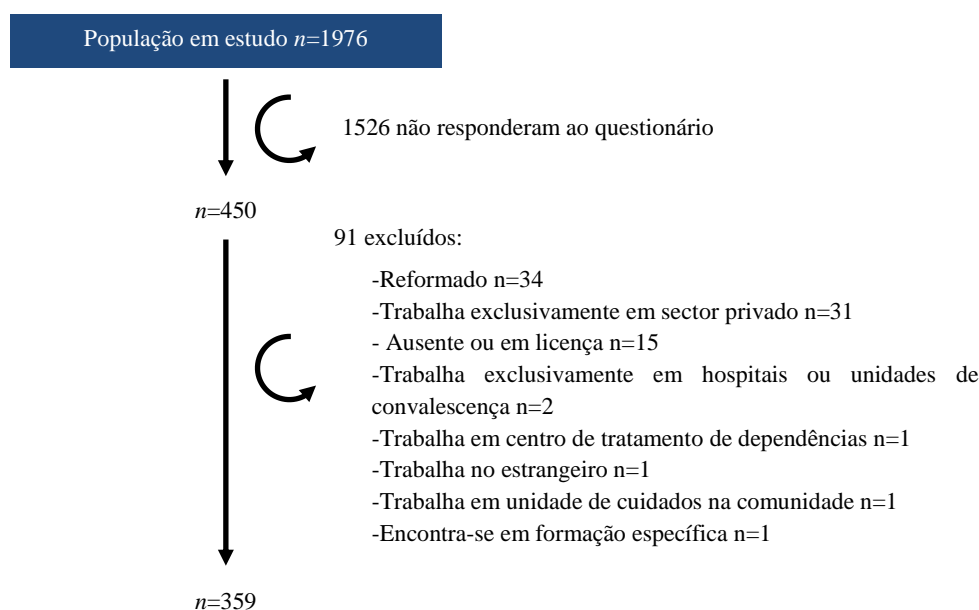 População em estudo n=1976
1526 não responderam ao questionário
n=450
91 excluídos:
-Reformado n=34
-Trabalha exclusivamente em sector privado n=31
- Ausente ou em licença n=15
-Trabalha exclusivamente em hospitais ou unidades de
convalescença n=2
-Trabalha em centro de tratamento de dependências n=1
-Trabalha no estrangeiro n=1
-Trabalha em unidade de cuidados na comunidade n=1
-Encontra-se em formação específica n=1
n=359